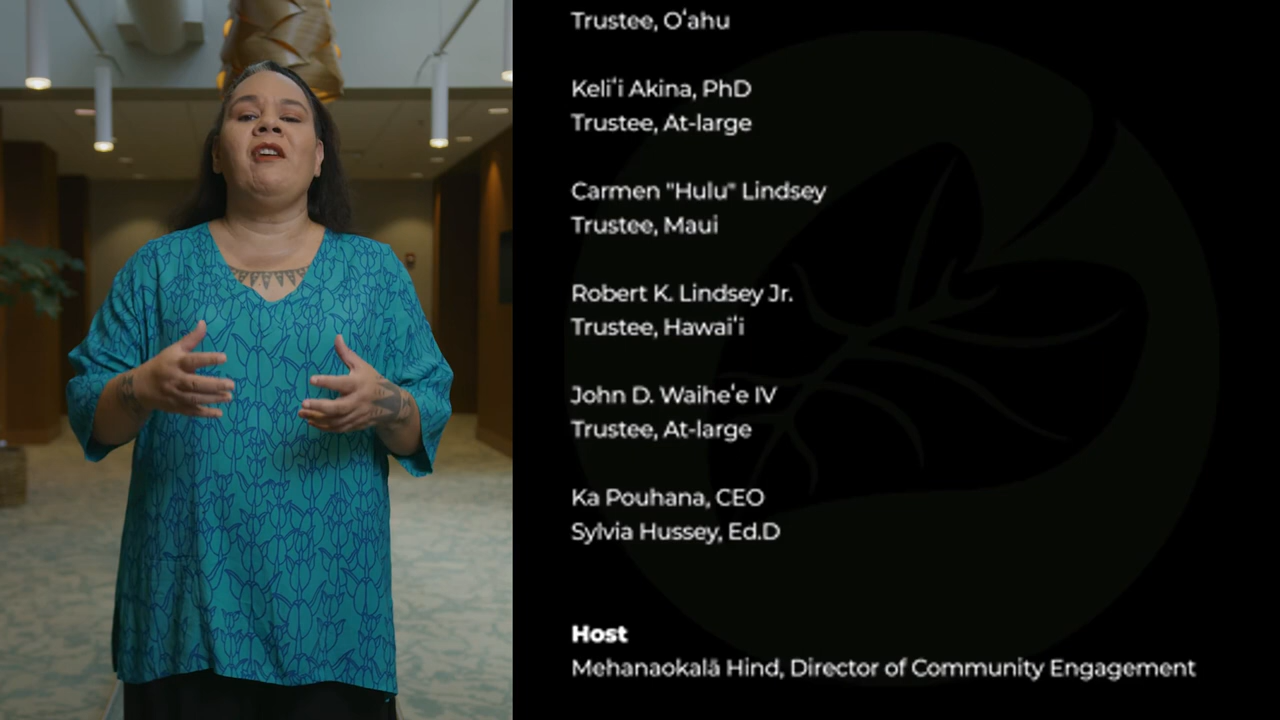 Trustee, Oʻahu
Keliʻi Akina, PhD
Trustee, At-large
Carmen "Hulu" Lindsey
Trustee, Maui
Robert K. Lindsey Jr.
Trustee, Hawaiʻi
John D. Waiheʻe IV
Trustee, At-large
Ka Pouhana, CEO
Sylvia Hussey, Ed.D
Host
Mehanaokalā Hind, Director of Community Engagement